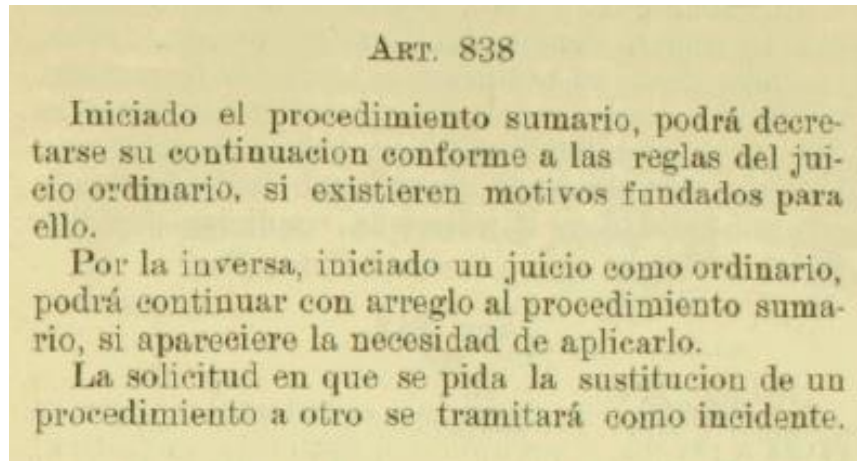 ART. 838
Iniciado el procedimiento sumario, podrá decre-
tarse su continuacion conforme a las reglas del jui-
cio ordinario, si existieren motivos fundados para
ello.
Por la inversa, iniciado un juicio como ordinario,
podrá continuar con arreglo al procedimiento suma-
rio, si apareciere la necesidad de aplicarlo.
La solicitud en que se pida la sustitucion de un
procedimiento a otro se tramitará como incidente.